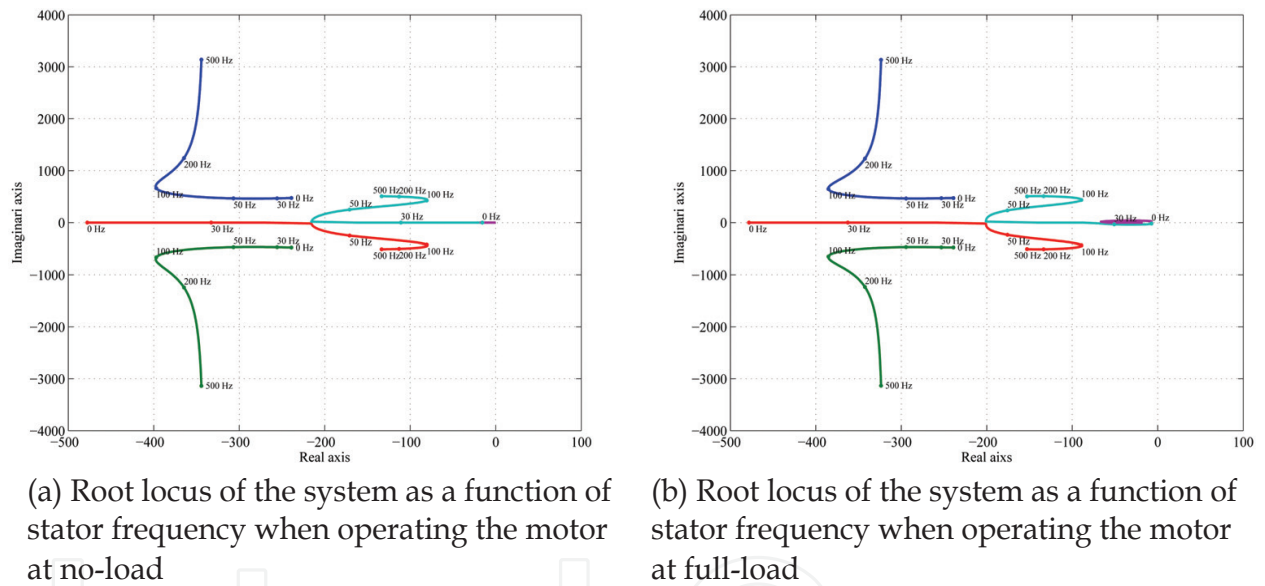 4000
3000
2000
1000
0
−1000
−2000
−3000
−4000
−500
−400
−300
−200
−100
0
100
Imaginari axis
Real axis
500 Hz
200 Hz
100 Hz
50 Hz
30 Hz
0 Hz
0 Hz
30 Hz
500 Hz
200 Hz
100 Hz
50 Hz
30 Hz
0 Hz
50 Hz
30 Hz
0 Hz
100 Hz
50 Hz
500 Hz
200 Hz
100 Hz
200 Hz
500 Hz
(a) Root locus of the system as a function of
stator frequency when operating the motor
at no-load
4000
3000
2000
1000
0
−1000
−2000
−3000
−4000
−500
−400
−300
−200
−100
0
100
Imaginari axis
Real aixs
500 Hz
200 Hz
100 Hz
50 Hz
30 Hz
0 Hz
0 Hz
30 Hz
500 Hz
200 Hz
100 Hz
50 Hz
30 Hz
0 Hz
50 Hz
30 Hz
0 Hz
100 Hz
50 Hz
500 Hz
200 Hz
100 Hz
200 Hz
500 Hz
(b) Root locus of the system as a function of
stator frequency when operating the motor
at full-load